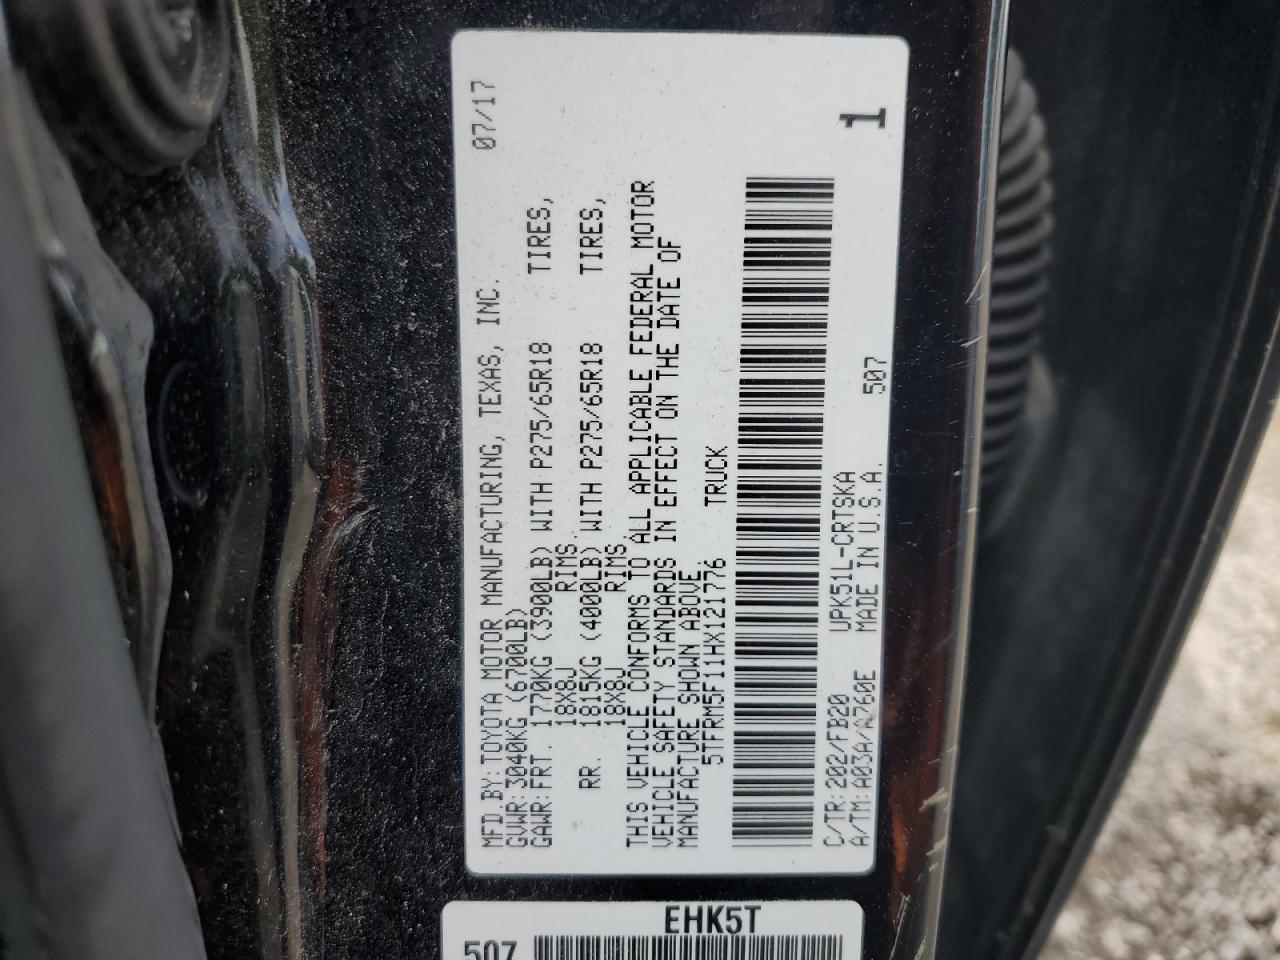 MFD.BY:TOYOTA MOTOR MANUFACTURING, TEXAS, INC. 07/17
GVWR:3040KG (6700LB)
GAWR:FRT. 1770KG (3900LB) WITH P275/65R18 TIRES,
18X8J RIMS.
RR. 1815KG (4000LB) WITH P275/65R18 TIRES,
18X8J RIMS.
THIS VEHICLE CONFORMS TO ALL APPLICABLE FEDERAL MOTOR
VEHICLE SAFETY STANDARDS IN EFFECT ON THE DATE OF
MANUFACTURE SHOWN ABOVE
5TFRM5F11HX121776 TRUCK
C/TR:202/FB20 UPK51L-CRTSKA
A/TM:A03A/A760E MADE IN U.S.A. 507
1
EHK5T
507